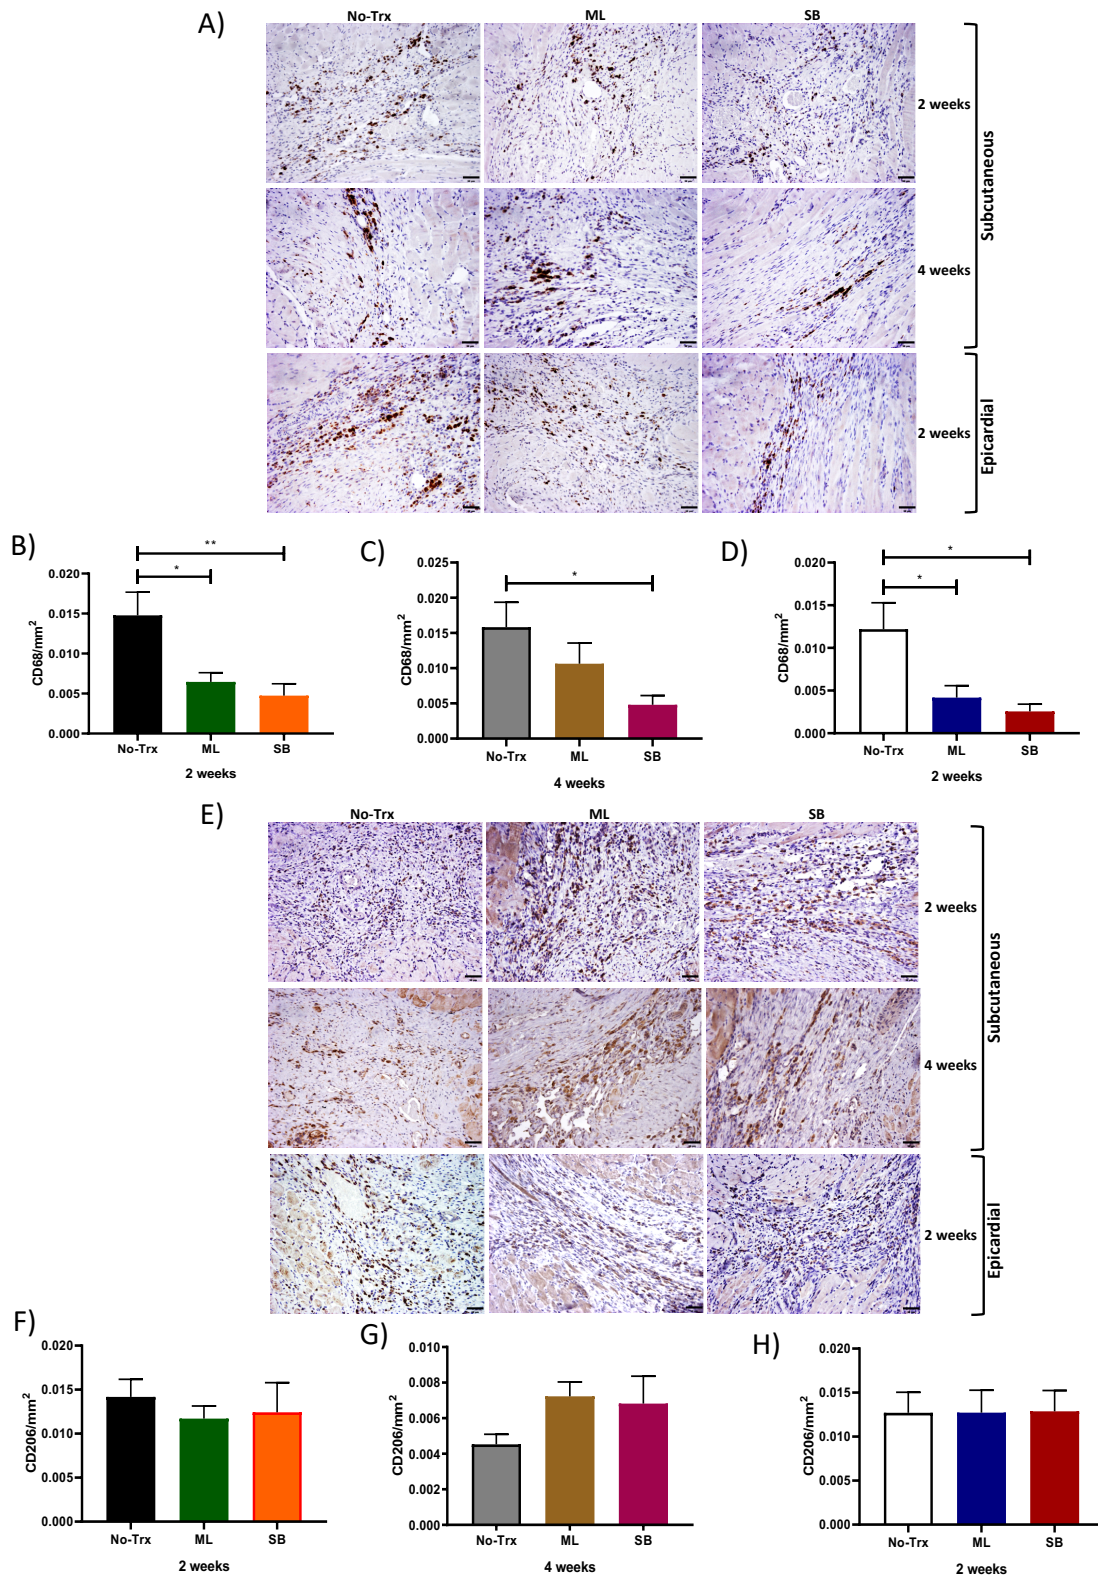 A)
No-Trx ML SB
2 weeks
4 weeks
Subcutaneous
2 weeks
Epicardial
B)
**
*
0.020
0.015
0.010
0.005
0.000
CD68/mm²
No-Trx ML SB
2 weeks
C)
*
0.025
0.020
0.015
0.010
0.005
0.000
CD68/mm²
No-Trx ML SB
4 weeks
D)
*
*
0.020
0.015
0.010
0.005
0.000
CD68/mm²
No-Trx ML SB
2 weeks
E)
No-Trx ML SB
2 weeks
4 weeks
Subcutaneous
2 weeks
Epicardial
F)
0.020
0.015
0.010
0.005
0.000
CD206/mm²
No-Trx ML SB
2 weeks
G)
0.010
0.008
0.006
0.004
0.002
0.000
CD206/mm²
No-Trx ML SB
4 weeks
H)
0.020
0.015
0.010
0.005
0.000
CD206/mm²
No-Trx ML SB
2 weeks